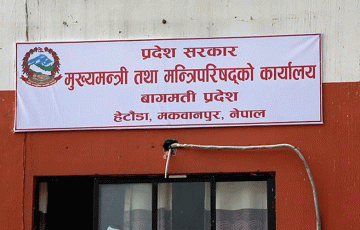 प्रदेश सरकार
मुख्यमन्त्री तथा मन्त्रिपरिषद्को कार्यालय
बागमती प्रदेश
हेटौंडा, मकवानपुर, नेपाल